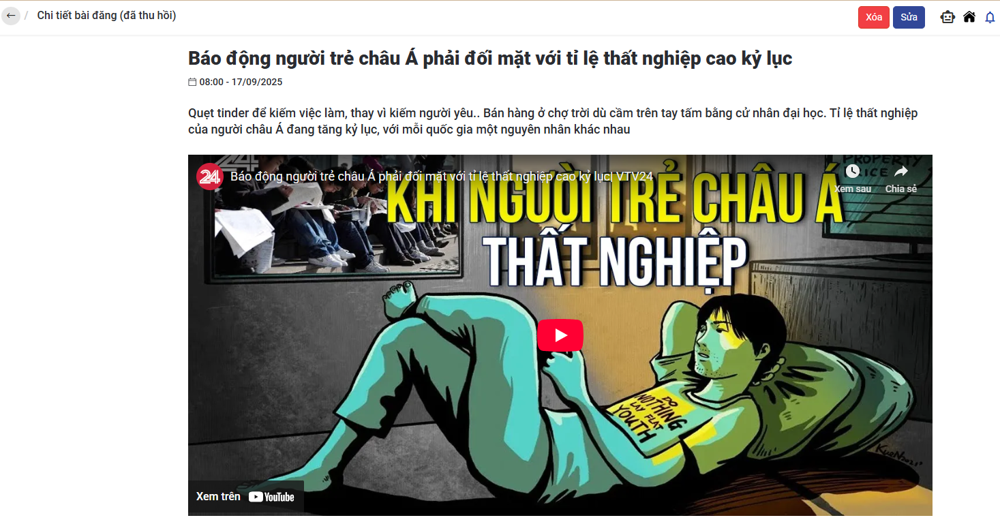 Chi tiết bài đăng (đã thu hồi)
Xóa
Sửa
Báo động người trẻ châu Á phải đối mặt với tỉ lệ thất nghiệp cao kỷ lục
08:00 - 17/09/2025
Quẹt tinder để kiếm việc làm, thay vì kiếm người yêu.. Bán hàng ở chợ trời dù cầm trên tay tấm bằng cử nhân đại học. Tỉ lệ thất nghiệp
của người châu Á đang tăng kỷ lục, với mỗi quốc gia một nguyên nhân khác nhau
24
Báo động người trẻ châu Á phải đối mặt với tỉ lệ thất nghiệp cao kỷ lục| VTV24
Xem sau
Chia sẻ
PROPERTY
KHI NGƯỜI TRẺ CHÂU Á
THẤT NGHIỆP
DO
NOTHING
LAY FLAT
YOUTH
KuoN2021
Xem trên
YouTube